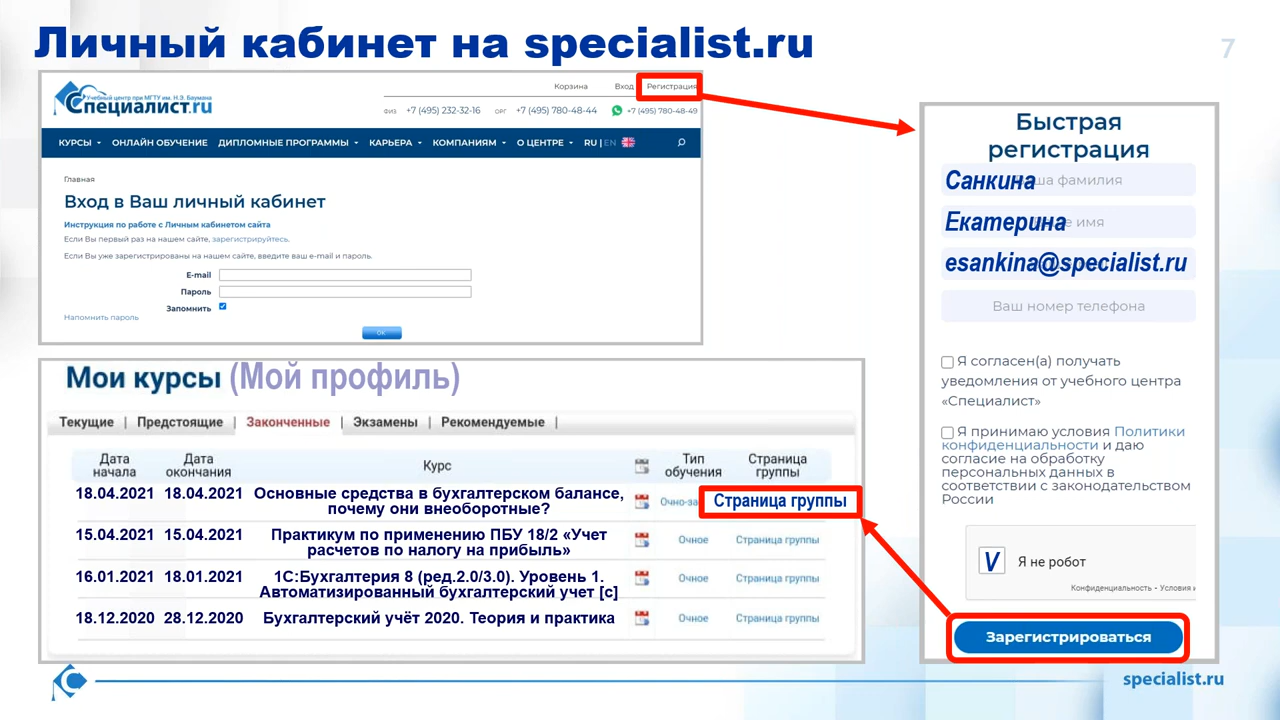 Личный кабинет на specialist.ru
7
Учебный центр при МГТУ им. Н.Э. Баумана
Специалист.ru
Корзина Вход Регистрация
ФИЗ +7 (495) 232-32-16 ОРГ +7 (495) 780-48-44 +7 (495) 780-48-49
КУРСЫ ОНЛАЙН ОБУЧЕНИЕ ДИПЛОМНЫЕ ПРОГРАММЫ КАРЬЕРА КОМПАНИЯМ О ЦЕНТРЕ RU | EN
Главная
Вход в Ваш личный кабинет
Инструкция по работе с Личным кабинетом сайта
Если Вы первый раз на нашем сайте, зарегистрируйтесь.
Если Вы уже зарегистрированы на нашем сайте, введите ваш e-mail и пароль.
E-mail
Пароль
Запомнить
Напомнить пароль
ОК
Быстрая
регистрация
Санкина фамилия
Екатерина имя
esankina@specialist.ru
Ваш номер телефона
Я согласен(а) получать
уведомления от учебного центра
«Специалист»
Я принимаю условия Политики
конфиденциальности и даю
согласие на обработку
персональных данных в
соответствии с законодательством
России
V Я не робот
Конфиденциальность • Условия и
Зарегистрироваться
Мои курсы (Мой профиль)
Текущие | Предстоящие | Законченные | Экзамены | Рекомендуемые |
Дата начала Дата окончания Курс Тип обучения Страница группы
18.04.2021 18.04.2021 Основные средства в бухгалтерском балансе,
почему они внеоборотные? Очно-за Страница группы
15.04.2021 15.04.2021 Практикум по применению ПБУ 18/2 «Учет
расчетов по налогу на прибыль» Очное Страница группы
16.01.2021 18.01.2021 1С:Бухгалтерия 8 (ред.2.0/3.0). Уровень 1.
Автоматизированный бухгалтерский учет [с] Очное Страница группы
18.12.2020 28.12.2020 Бухгалтерский учёт 2020. Теория и практика Очное Страница группы
specialist.ru